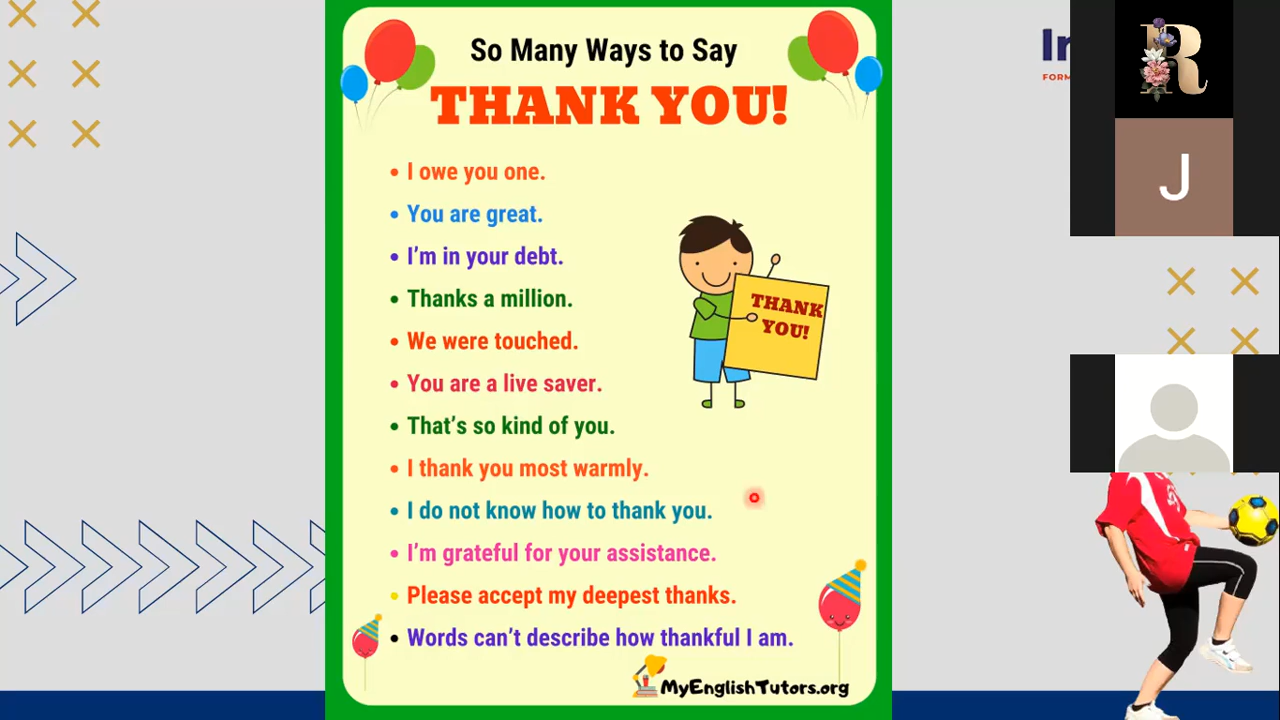 So Many Ways to Say
THANK YOU!
I owe you one.
You are great.
I'm in your debt.
Thanks a million.
We were touched.
You are a live saver.
That's so kind of you.
I thank you most warmly.
I do not know how to thank you.
I'm grateful for your assistance.
Please accept my deepest thanks.
Words can't describe how thankful I am.
THANK
YOU!
MyEnglishTutors.org
R
J